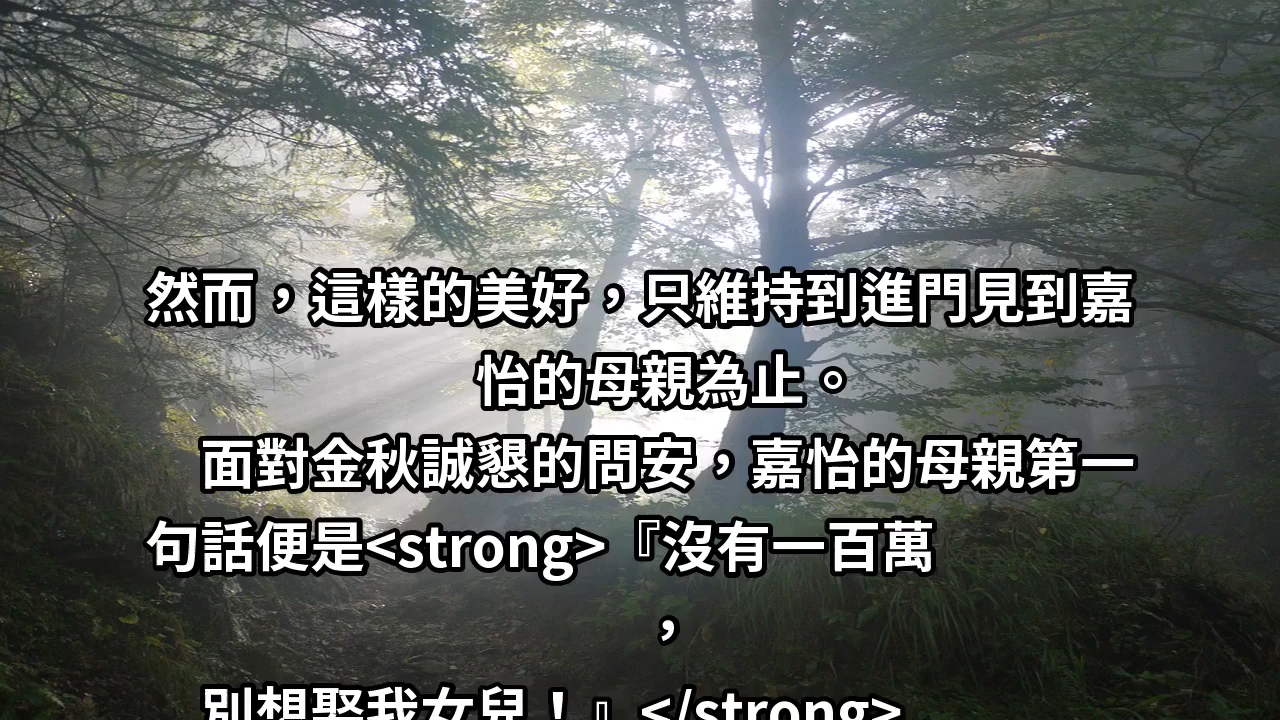 然而，這樣的美好，只維持到進門見到嘉
怡的母親為止。
面對金秋誠懇的問安，嘉怡的母親第一
句話便是<strong>『沒有一百萬
，
別想娶我女兒！』</strong>